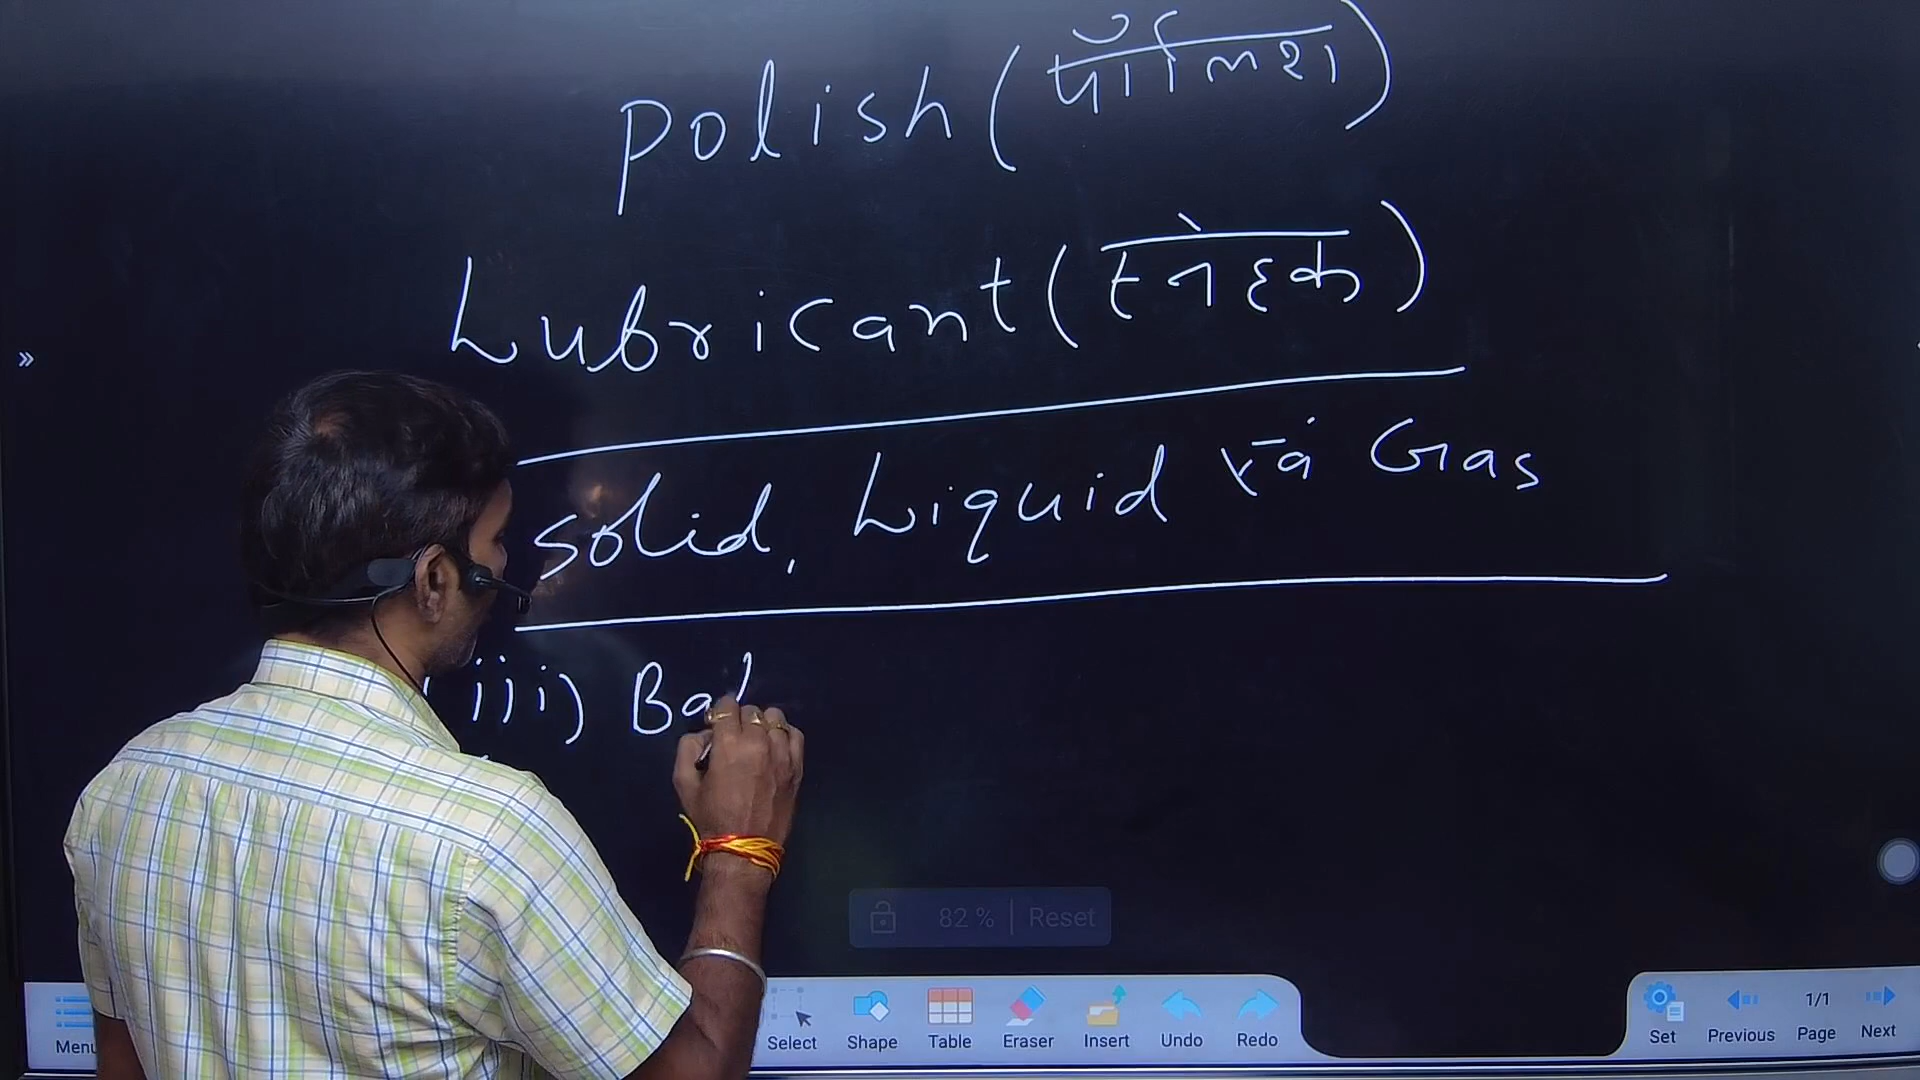 polish (पॉलिश)
Lubricant (स्नेहक)
solid, Liquid एवं Gas
iii) Bal
82 % | Reset
Menu
Select Shape Table Eraser Insert Undo Redo
Set Previous 1/1 Page Next